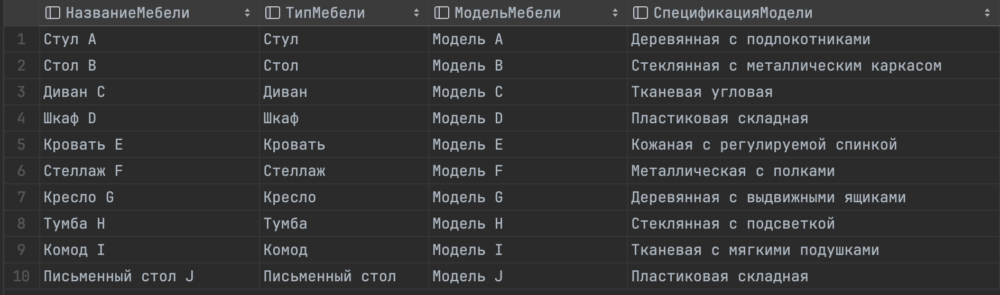 НазваниеМебели ТипМебели МодельМебели СпецификацияМодели
1 Стул A Стул Модель A Деревянная с подлокотниками
2 Стол B Стол Модель B Стеклянная с металлическим каркасом
3 Диван C Диван Модель C Тканевая угловая
4 Шкаф D Шкаф Модель D Пластиковая складная
5 Кровать E Кровать Модель E Кожаная с регулируемой спинкой
6 Стеллаж F Стеллаж Модель F Металлическая с полками
7 Кресло G Кресло Модель G Деревянная с выдвижными ящиками
8 Тумба H Тумба Модель H Стеклянная с подсветкой
9 Комод I Комод Модель I Тканевая с мягкими подушками
10 Письменный стол J Письменный стол Модель J Пластиковая складная